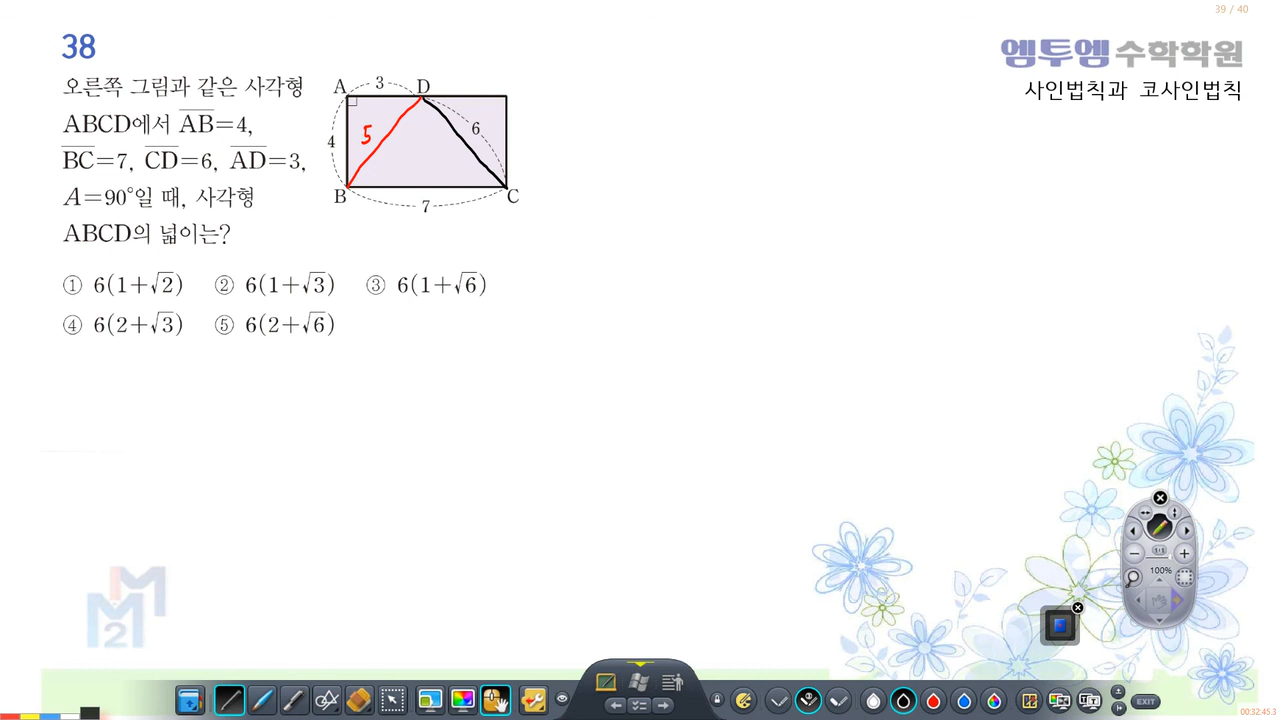 39 / 40
38
엠투엠 수학학원
사인법칙과 코사인법칙
오른쪽 그림과 같은 사각형
ABCD에서 AB=4,
BC=7, CD=6, AD=3,
A=90°일 때, 사각형
ABCD의 넓이는?
A 3 D
5 6
4
B 7 C
① 6(1+√2) ② 6(1+√3) ③ 6(1+√6)
④ 6(2+√3) ⑤ 6(2+√6)
1:1
100%
M2M
EXIT
00:32:45.3